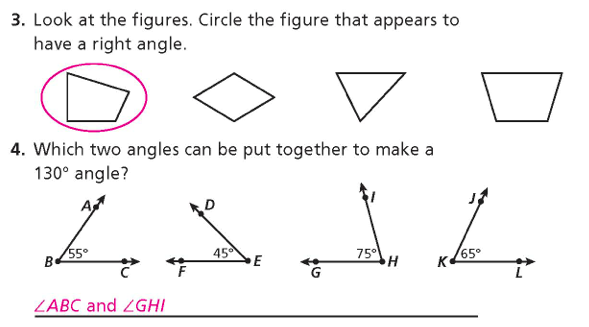 3. Look at the figures. Circle the figure that appears to
have a right angle.
4. Which two angles can be put together to make a
130° angle?
A D I J
55° 45° 75° 65°
B C F E G H K L
∠ABC and ∠GHI